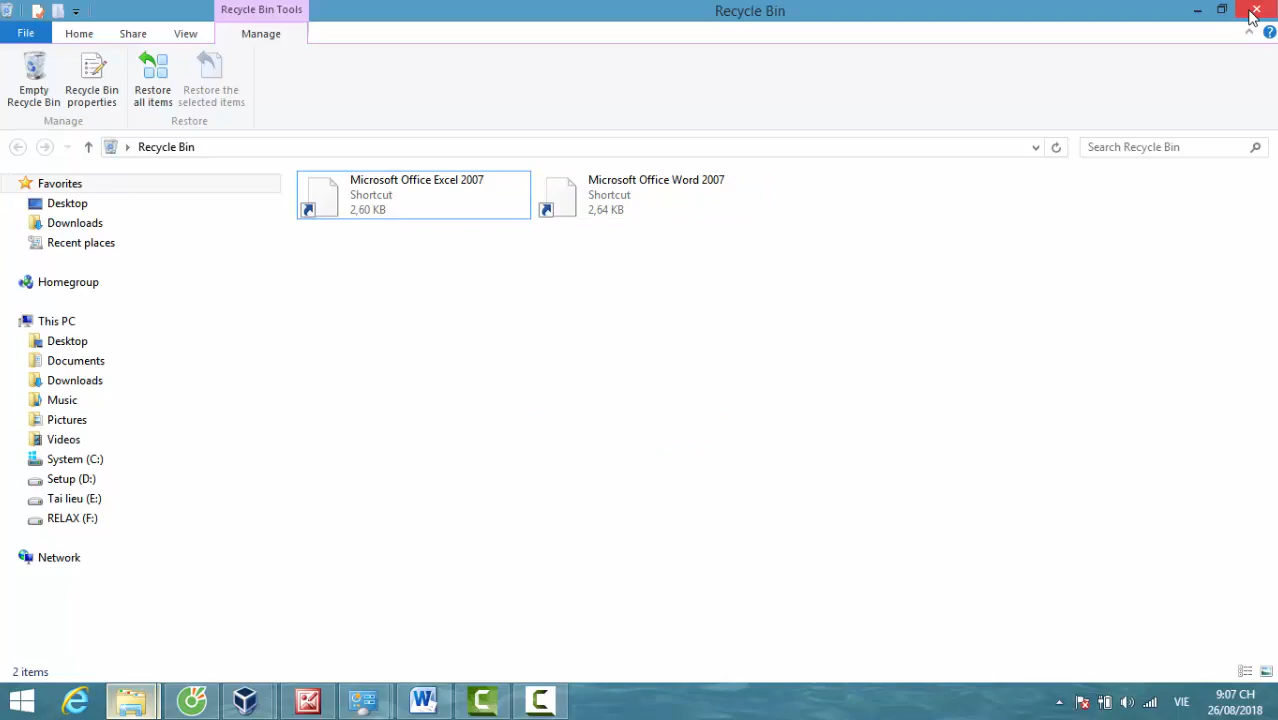 Recycle Bin Tools
Recycle Bin
File
Home
Share
View
Manage
Empty
Recycle Bin
Recycle Bin
properties
Restore
all items
Restore the
selected items
Manage
Restore
Recycle Bin
Search Recycle Bin
Favorites
Desktop
Downloads
Recent places
Homegroup
This PC
Desktop
Documents
Downloads
Music
Pictures
Videos
System (C:)
Setup (D:)
Tai lieu (E:)
RELAX (F:)
Network
Microsoft Office Excel 2007
Shortcut
2,60 KB
Microsoft Office Word 2007
Shortcut
2,64 KB
2 items
VIE
9:07 CH
26/08/2018